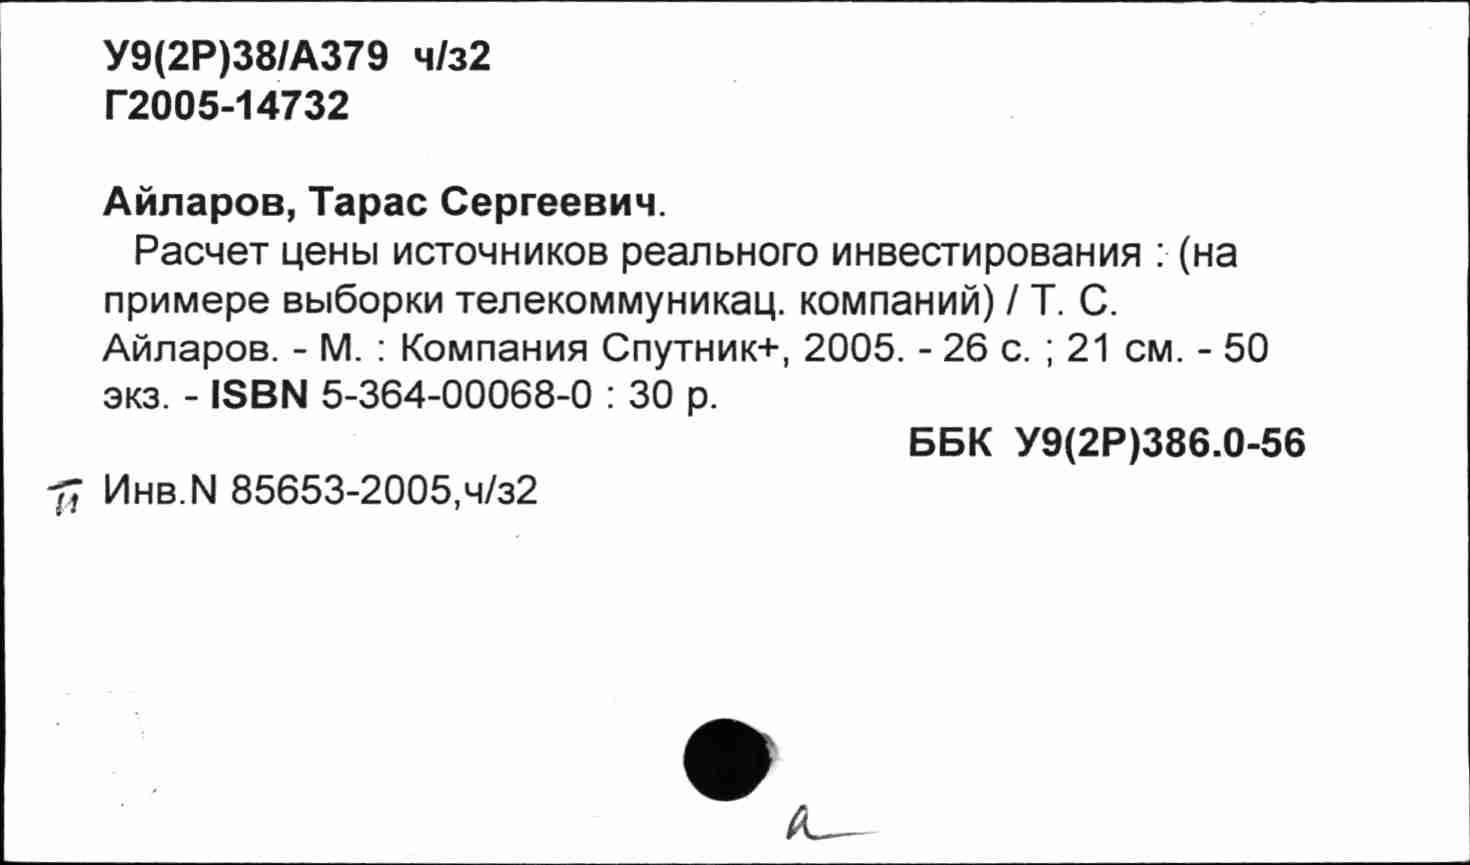 У9(2Р)38/А379 ч/з2
Г2005-14732
Айларов, Тарас Сергеевич.
Расчет цены источников реального инвестирования : (на
примере выборки телекоммуникац. компаний) / Т. С.
Айларов. - М. : Компания Спутник+, 2005. - 26 с. ; 21 см. - 50
экз. - ISBN 5-364-00068-0 : 30 р.
ББК У9(2Р)386.0-56
Инв.N 85653-2005,ч/з2
а